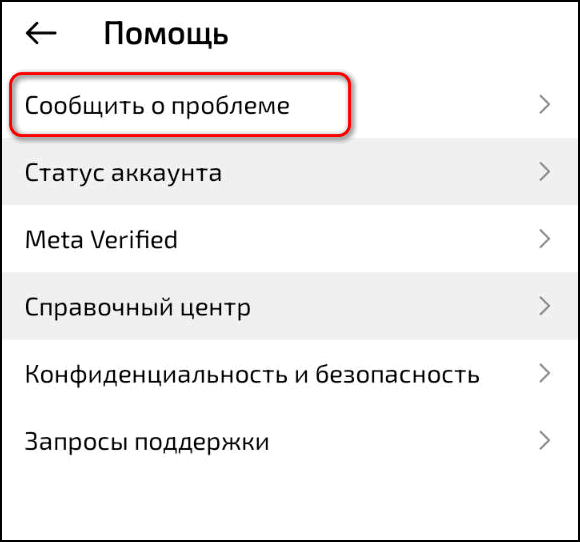 Помощь
Сообщить о проблеме
Статус аккаунта
Meta Verified
Справочный центр
Конфиденциальность и безопасность
Запросы поддержки